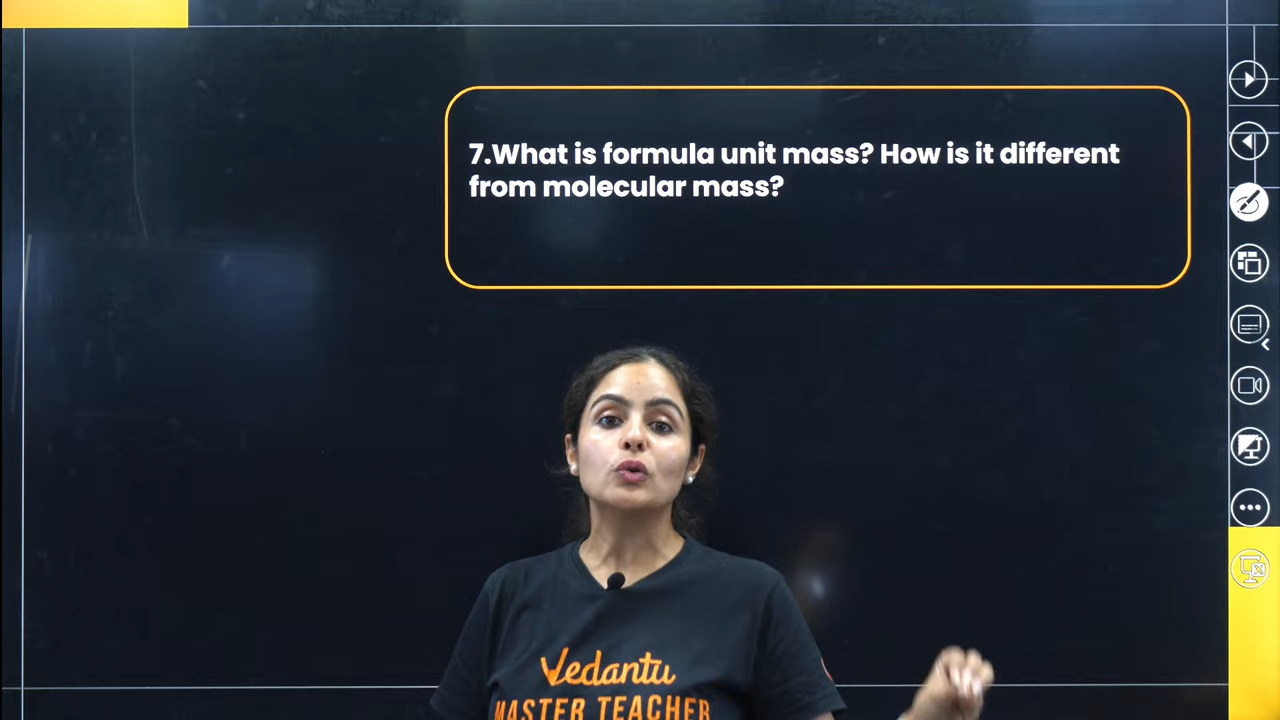 7.What is formula unit mass? How is it different
from molecular mass?
Vedantu
MASTER TEACHER